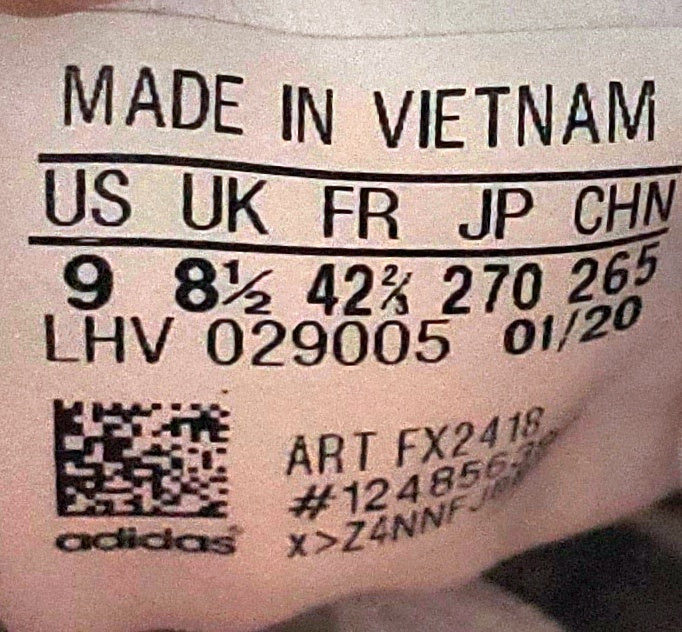 MADE IN VIETNAM
US UK FR JP CHN
9 8½ 42⅔ 270 265
LHV 029005 01/20
ART FX2418
adidas